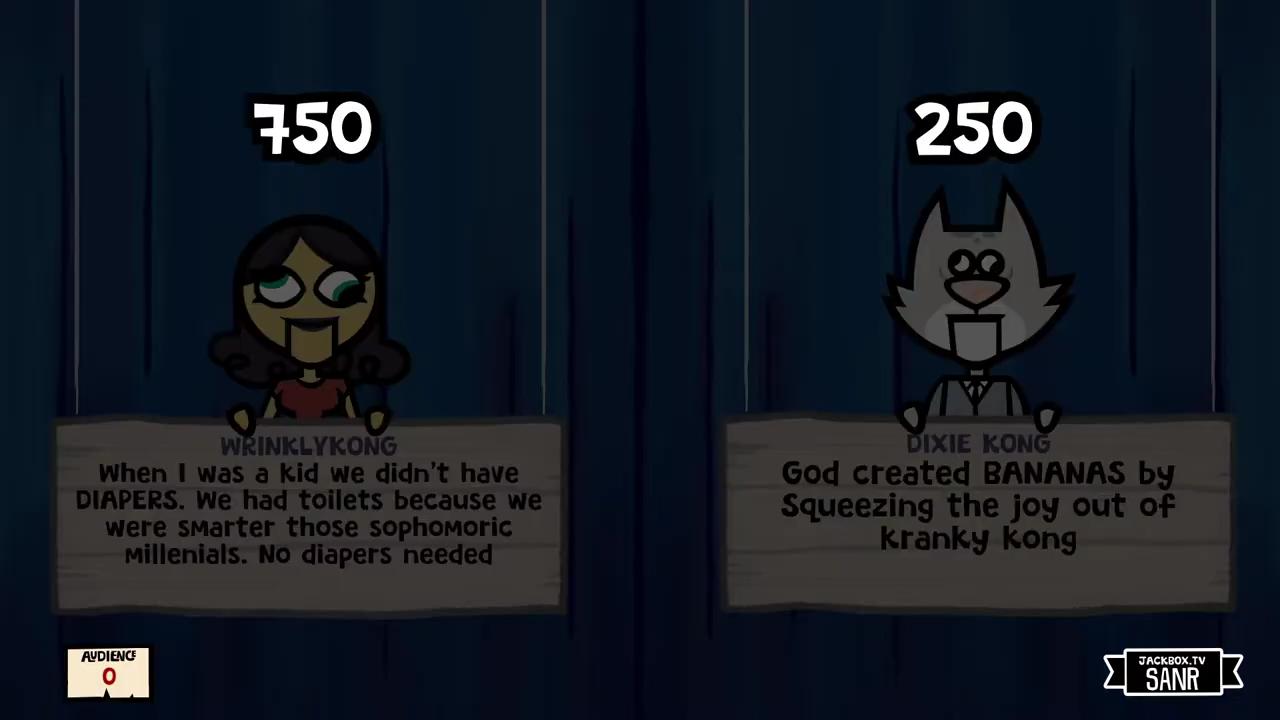 750
250
WRINKLYKONG
When I was a kid we didn't have
DIAPERS. We had toilets because we
were smarter those sophomoric
millenials. No diapers needed
DIXIE KONG
God created BANANAS by
Squeezing the joy out of
kranky kong
AUDIENCE
0
JACKBOX.TV
SANR